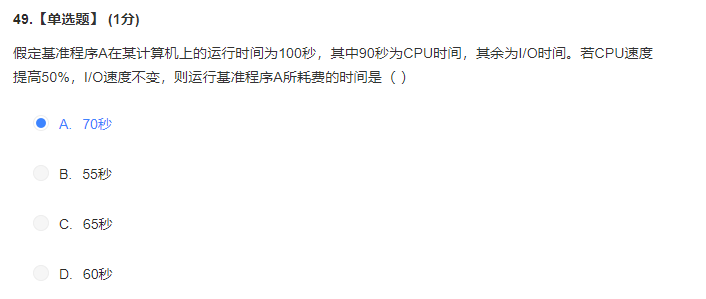 49.【单选题】 (1分)
假定基准程序A在某计算机上的运行时间为100秒，其中90秒为CPU时间，其余为I/O时间。若CPU速度
提高50%，I/O速度不变，则运行基准程序A所耗费的时间是（ ）
A. 70秒
B. 55秒
C. 65秒
D. 60秒